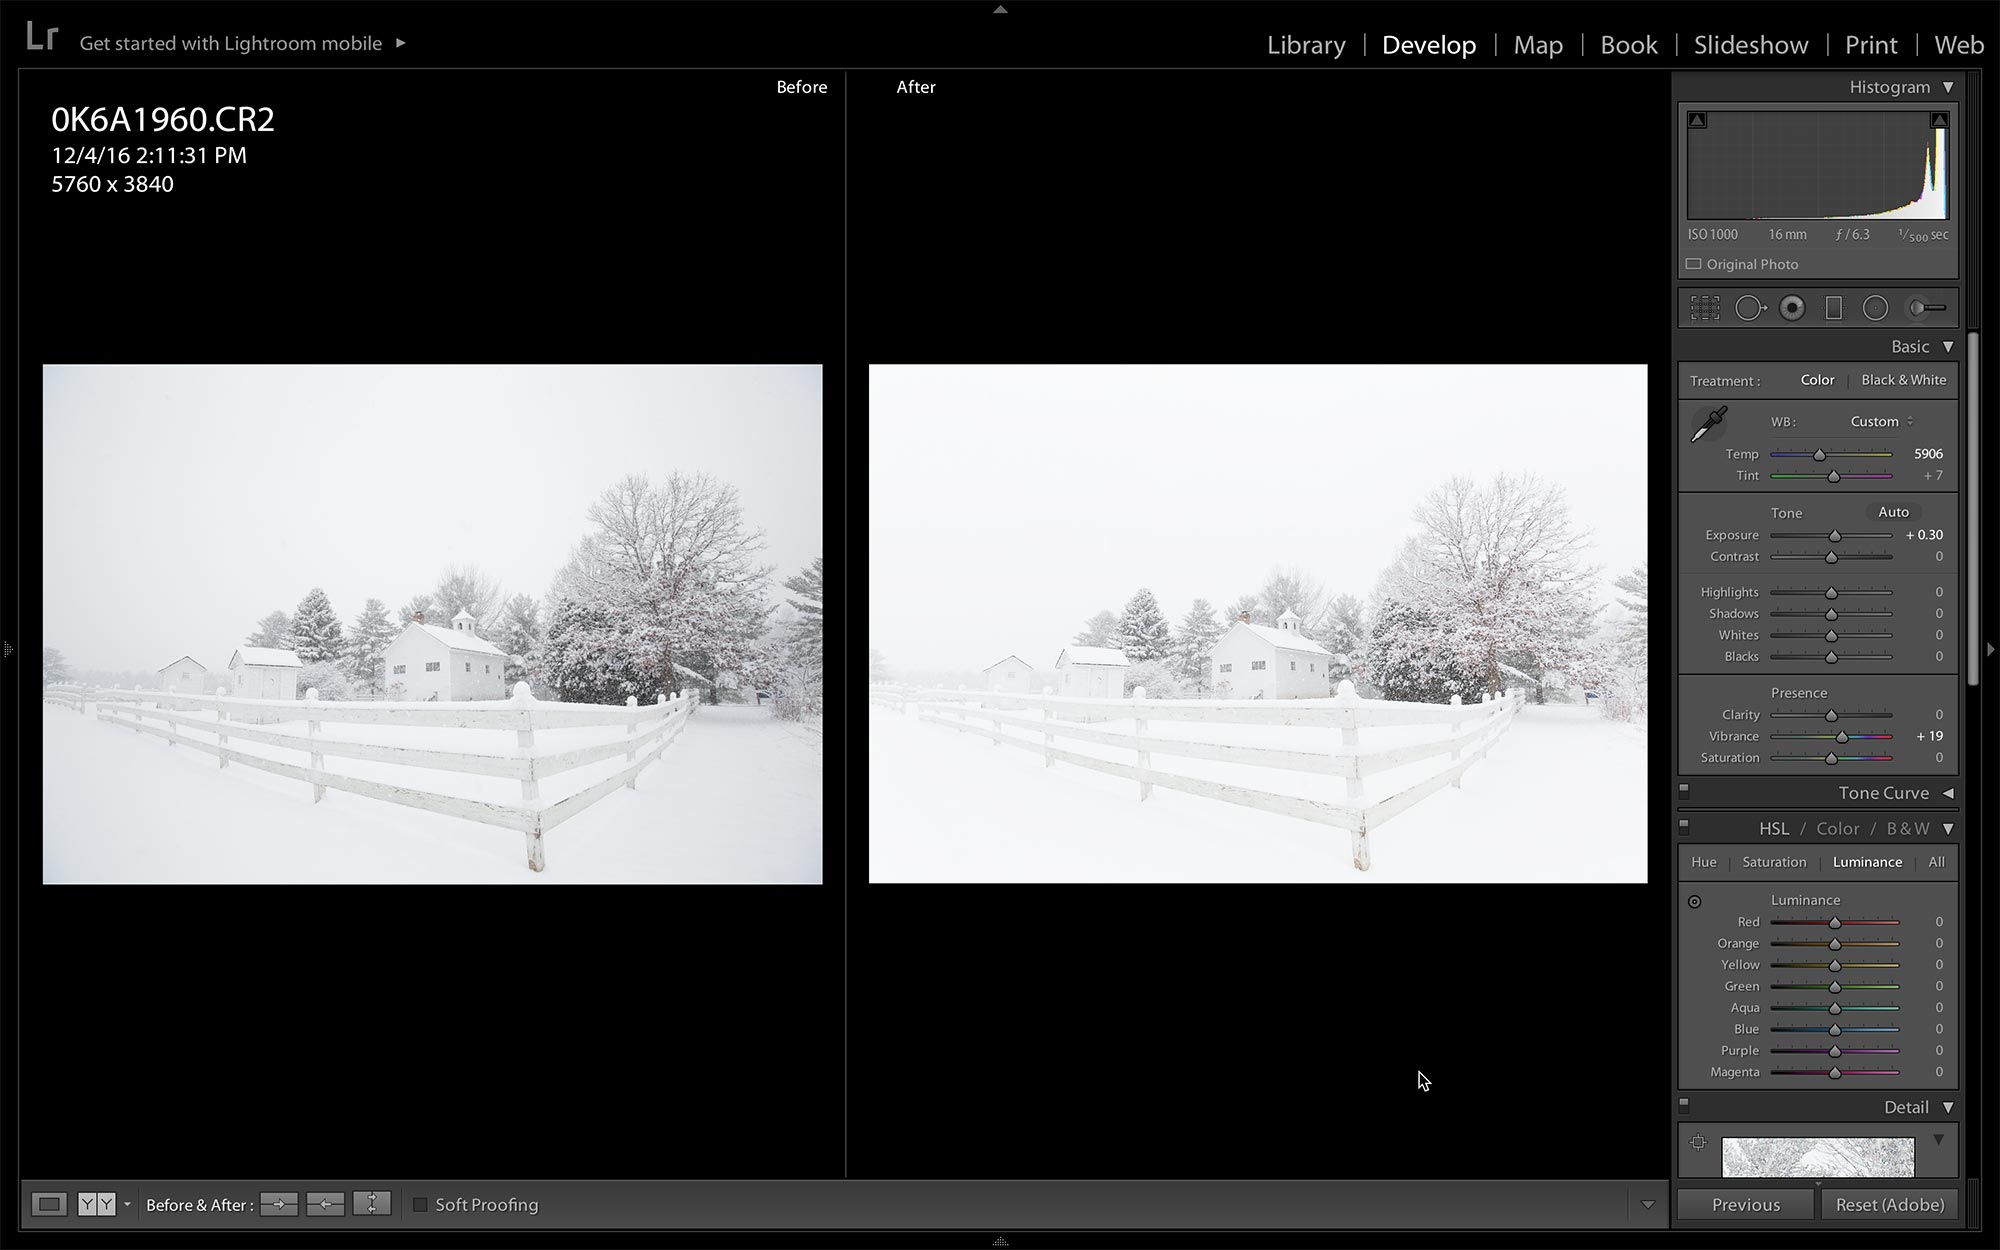 Lr Get started with Lightroom mobile
Library | Develop | Map | Book | Slideshow | Print | Web
Before
After
0K6A1960.CR2
12/4/16 2:11:31 PM
5760 x 3840
Histogram
ISO 1000 16 mm ƒ / 6.3 1/500 sec
Original Photo
Basic
Treatment : Color | Black & White
WB : Custom
Temp 5906
Tint + 7
Tone Auto
Exposure + 0.30
Contrast 0
Highlights 0
Shadows 0
Whites 0
Blacks 0
Presence
Clarity 0
Vibrance + 19
Saturation 0
Tone Curve
HSL / Color / B & W
Hue | Saturation | Luminance | All
Luminance
Red 0
Orange 0
Yellow 0
Green 0
Aqua 0
Blue 0
Purple 0
Magenta 0
Detail
Y Y Before & After : Soft Proofing
Previous Reset (Adobe)